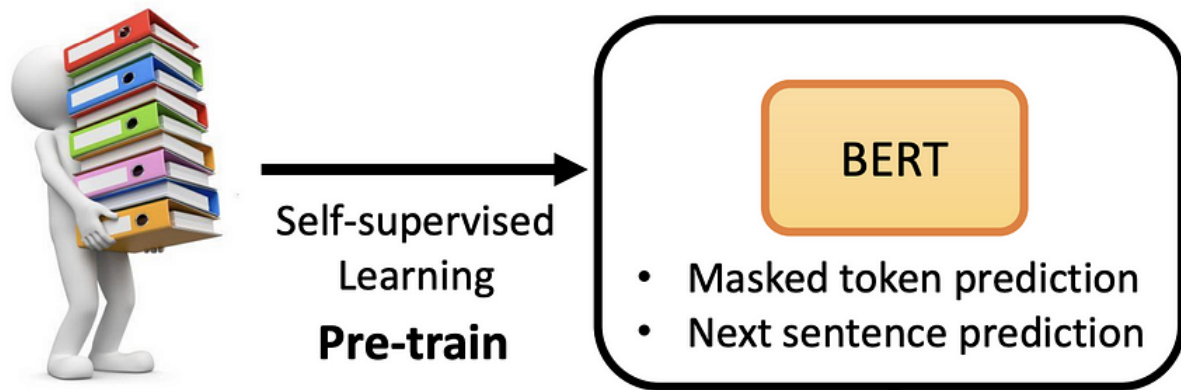 Self-supervised
Learning
Pre-train
BERT
• Masked token prediction
• Next sentence prediction